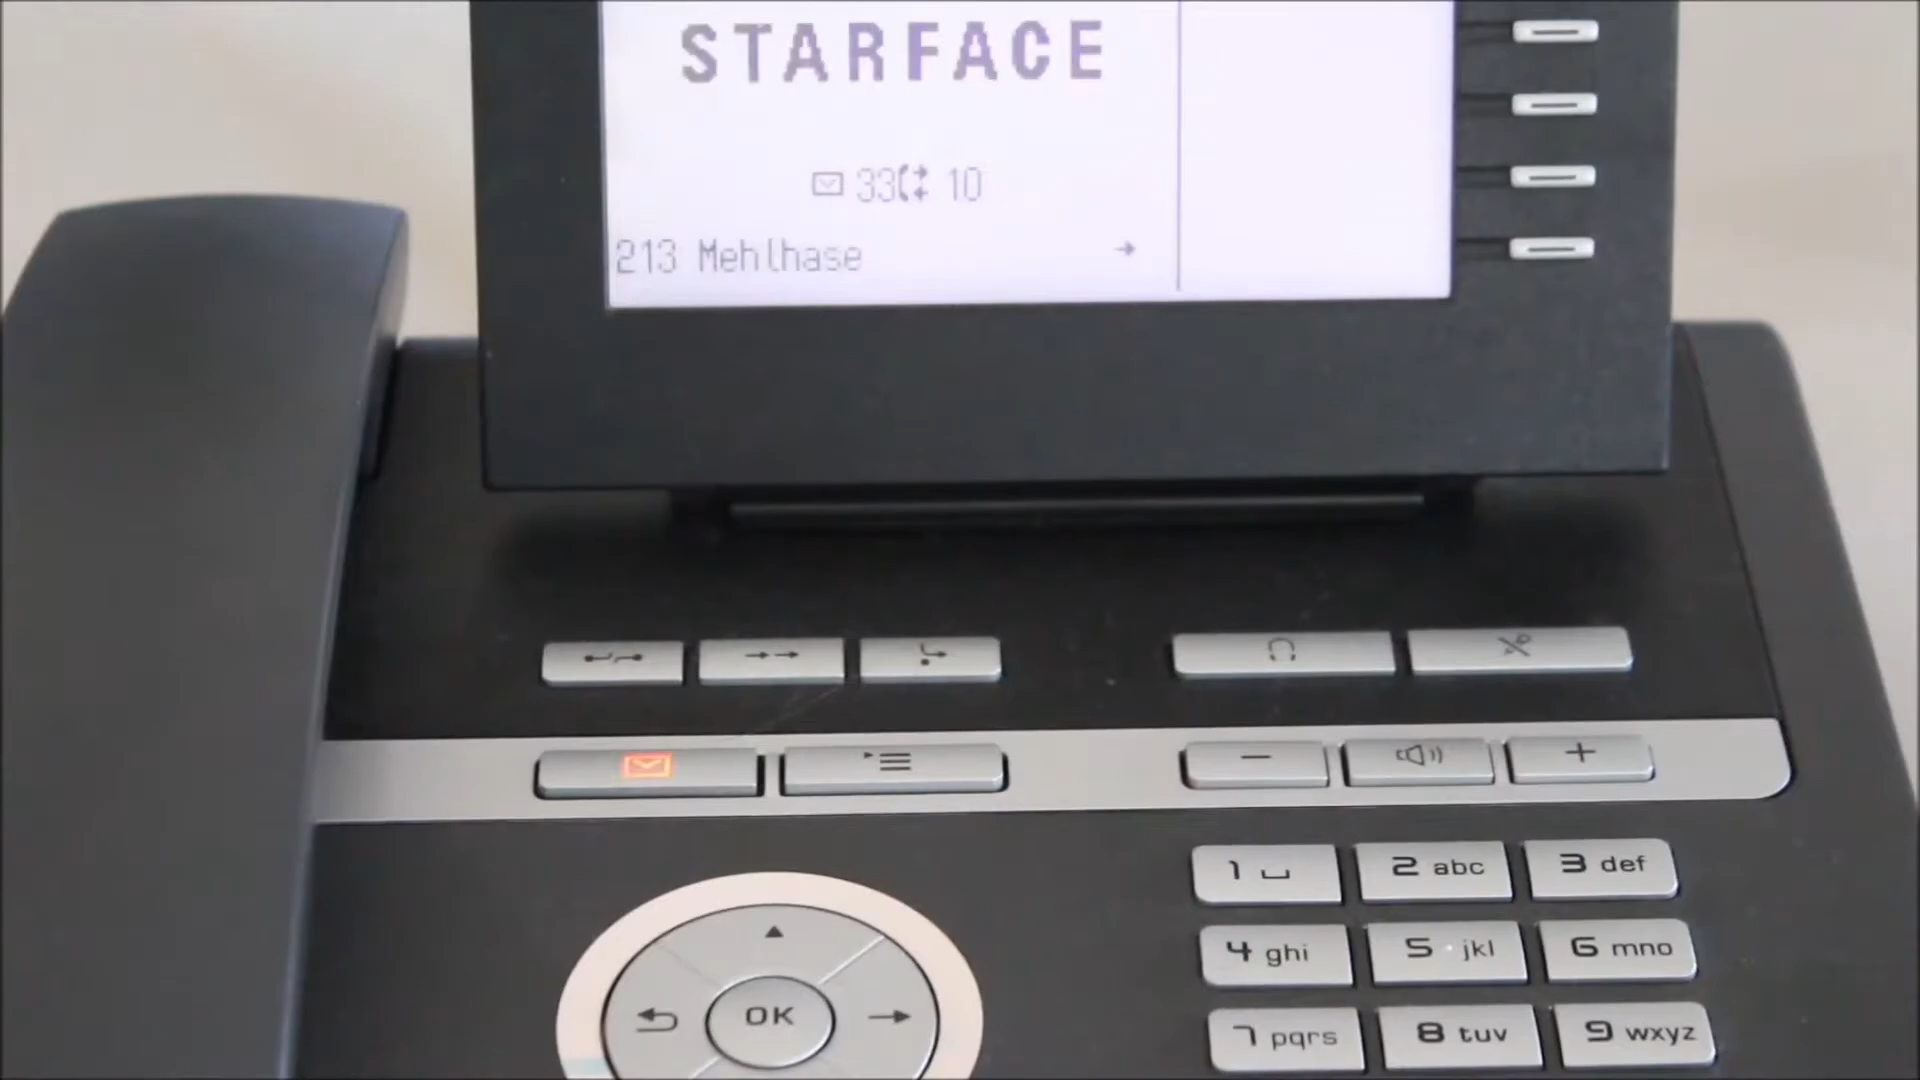 STARFACE
33 10
213 Mehlhase
1 2 abc 3 def
4 ghi 5 jkl 6 mno
OK
7 pqrs 8 tuv 9 wxyz